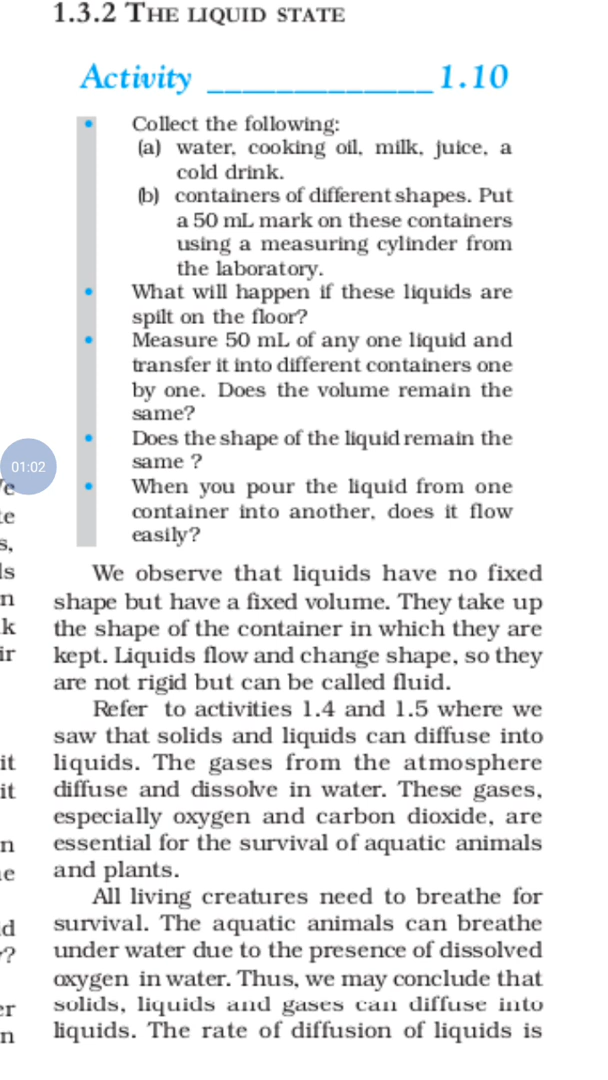 1.3.2 THE LIQUID STATE
Activity _____________ 1.10
• Collect the following:
(a) water, cooking oil, milk, juice, a
cold drink.
(b) containers of different shapes. Put
a 50 mL mark on these containers
using a measuring cylinder from
the laboratory.
• What will happen if these liquids are
spilt on the floor?
• Measure 50 mL of any one liquid and
transfer it into different containers one
by one. Does the volume remain the
same?
• Does the shape of the liquid remain the
same ?
• When you pour the liquid from one
container into another, does it flow
easily?
We observe that liquids have no fixed
shape but have a fixed volume. They take up
the shape of the container in which they are
kept. Liquids flow and change shape, so they
are not rigid but can be called fluid.
Refer to activities 1.4 and 1.5 where we
saw that solids and liquids can diffuse into
liquids. The gases from the atmosphere
diffuse and dissolve in water. These gases,
especially oxygen and carbon dioxide, are
essential for the survival of aquatic animals
and plants.
All living creatures need to breathe for
survival. The aquatic animals can breathe
under water due to the presence of dissolved
oxygen in water. Thus, we may conclude that
solids, liquids and gases can diffuse into
liquids. The rate of diffusion of liquids is
01:02